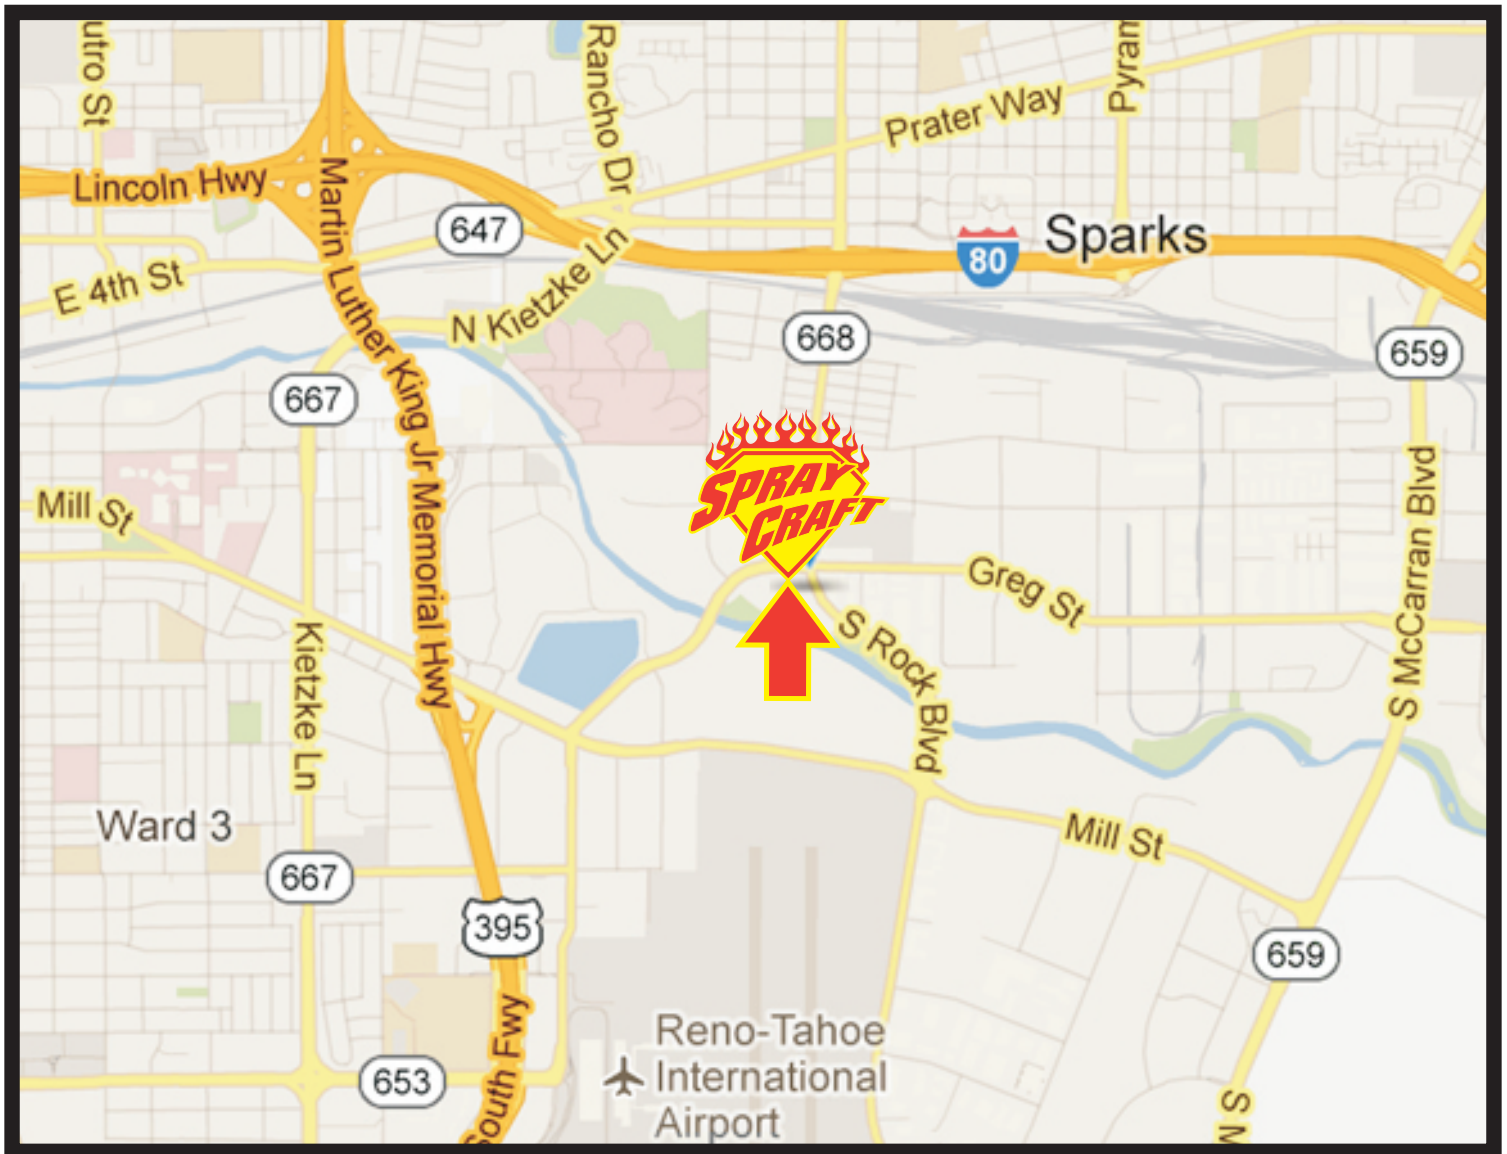 utro St
Rancho Dr
Pyram
Prater Way
Lincoln Hwy
Martin Luther King Jr Memorial Hwy
647
Sparks
80
E 4th St
N Kietzke Ln
668
659
667
SPRAY
CRAFT
Mill St
S McCarran Blvd
Greg St
S Rock Blvd
Kietzke Ln
Ward 3
Mill St
667
395
659
Reno-Tahoe
International
Airport
South Fwy
653
S M